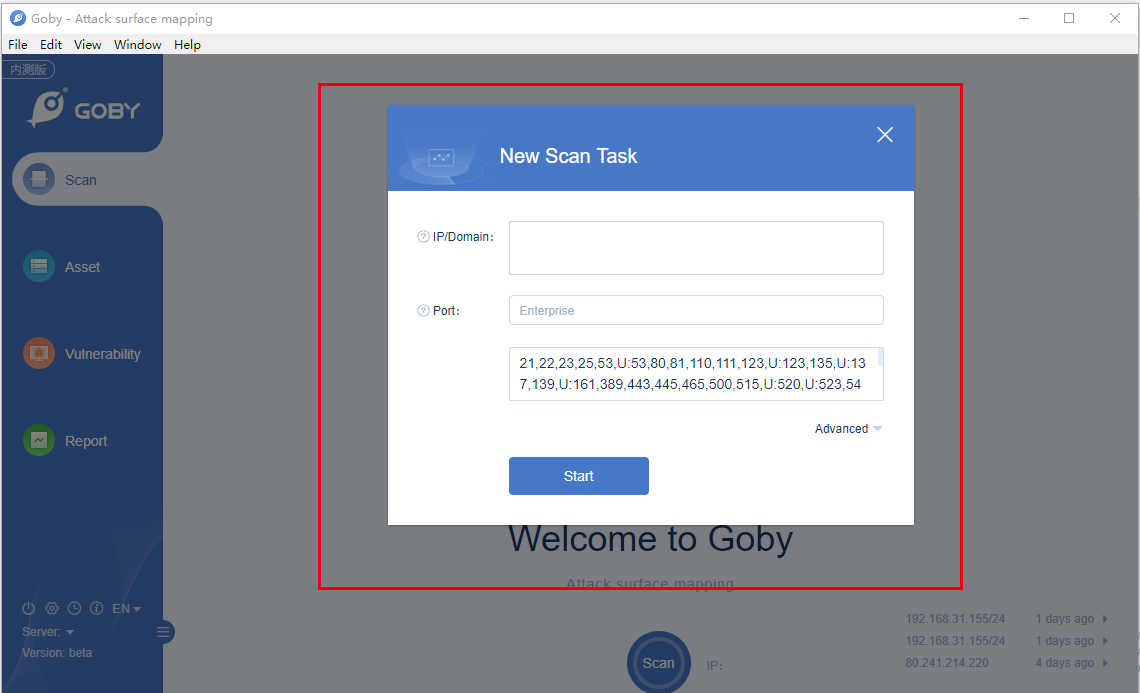 Goby - Attack surface mapping
File Edit View Window Help
内测版
GOBY
Scan
Asset
Vulnerability
Report
EN
Server:
Version: beta
New Scan Task
IP/Domain:
Port:
Enterprise
21,22,23,25,53,U:53,80,81,110,111,123,U:123,135,U:13
7,139,U:161,389,443,445,465,500,515,U:520,U:523,54
Advanced
Start
Welcome to Goby
Attack surface mapping
Scan
IP:
192.168.31.155/24 1 days ago
192.168.31.155/24 1 days ago
80.241.214.220 4 days ago